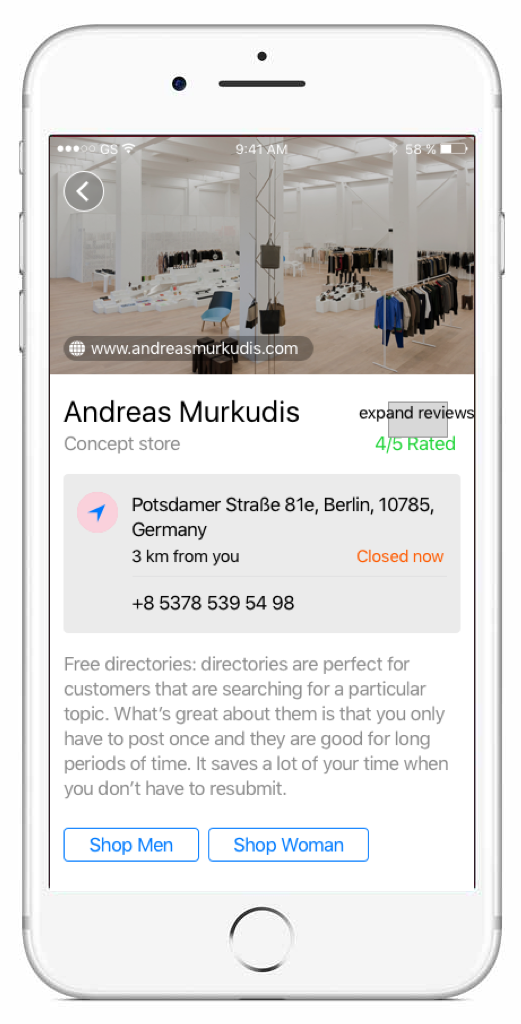 GS 9:41 AM 58 %
www.andreasmurkudis.com
Andreas Murkudis
expand reviews
Concept store
4/5 Rated
Potsdamer Straße 81e, Berlin, 10785,
Germany
3 km from you
Closed now
+8 5378 539 54 98
Free directories: directories are perfect for
customers that are searching for a particular
topic. What’s great about them is that you only
have to post once and they are good for long
periods of time. It saves a lot of your time when
you don’t have to resubmit.
Shop Men
Shop Woman